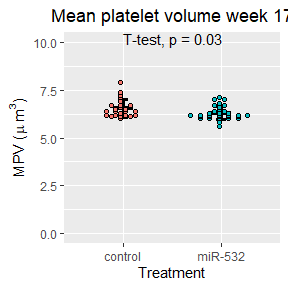 Mean platelet volume week 17
T-test, p = 0.03
10.0
7.5
5.0
2.5
0.0
MPV (μ m³)
control miR-532
Treatment